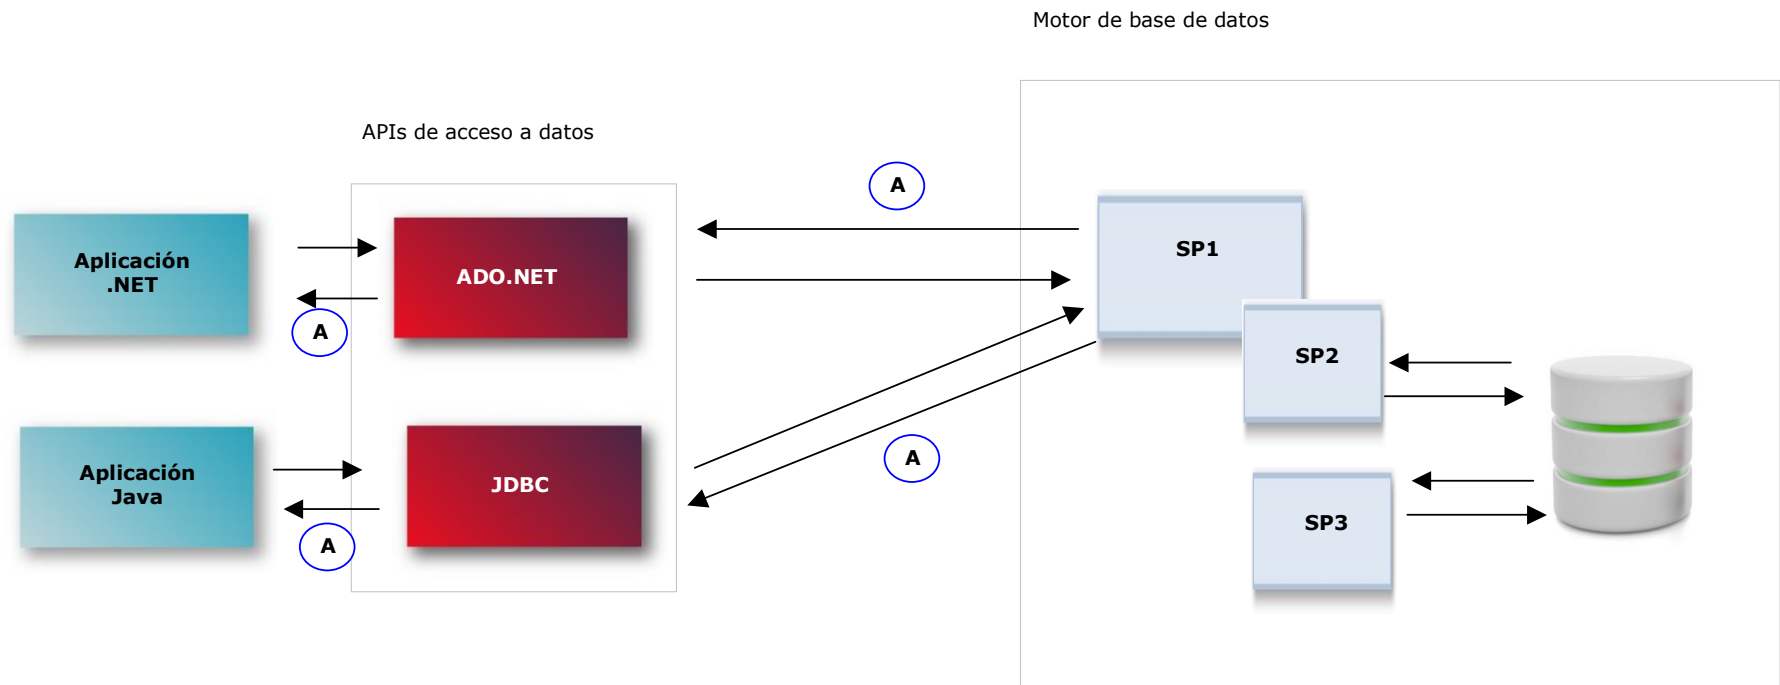 Motor de base de datos
APIs de acceso a datos
A
Aplicación
.NET
ADO.NET
SP1
A
SP2
Aplicación
Java
JDBC
A
SP3
A